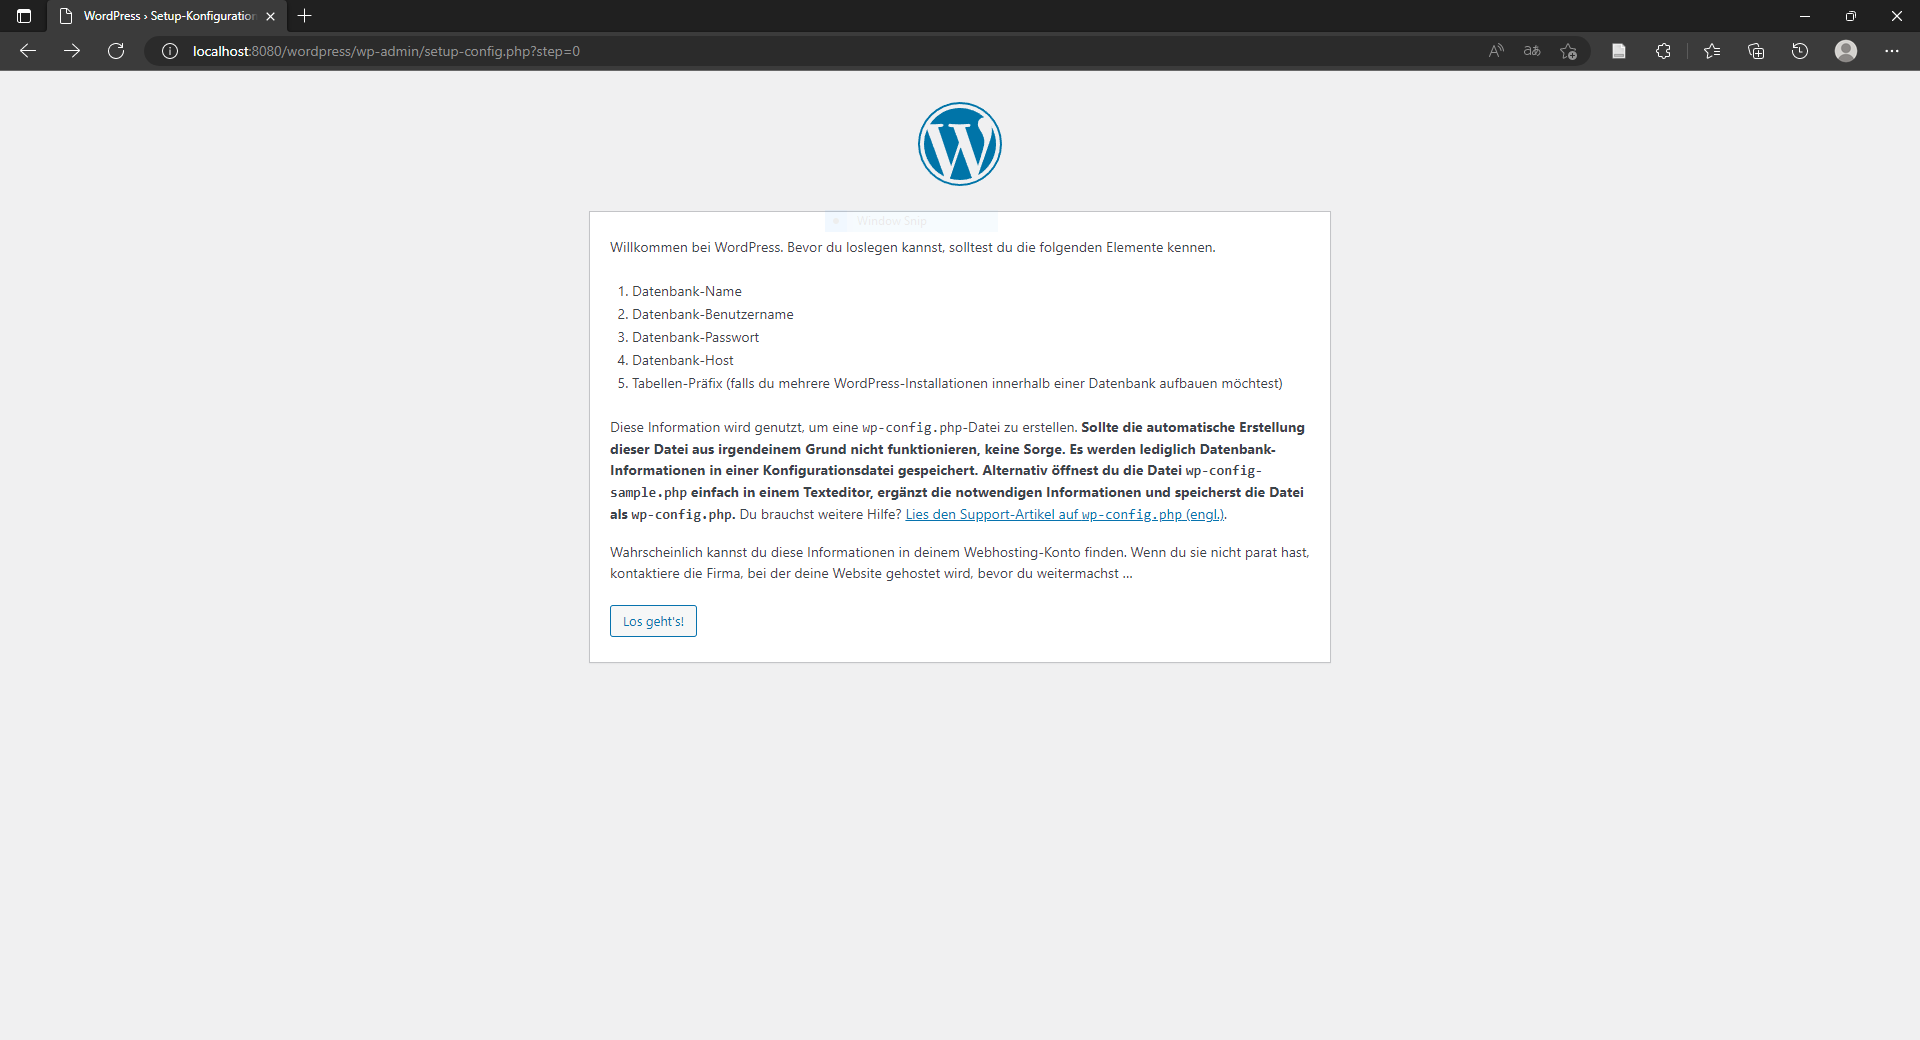 WordPress › Setup-Konfiguration
localhost:8080/wordpress/wp-admin/setup-config.php?step=0
Window Snip
Willkommen bei WordPress. Bevor du loslegen kannst, solltest du die folgenden Elemente kennen.
1. Datenbank-Name
2. Datenbank-Benutzername
3. Datenbank-Passwort
4. Datenbank-Host
5. Tabellen-Präfix (falls du mehrere WordPress-Installationen innerhalb einer Datenbank aufbauen möchtest)
Diese Information wird genutzt, um eine wp-config.php-Datei zu erstellen. Sollte die automatische Erstellung
dieser Datei aus irgendeinem Grund nicht funktionieren, keine Sorge. Es werden lediglich Datenbank-
Informationen in einer Konfigurationsdatei gespeichert. Alternativ öffnest du die Datei wp-config-
sample.php einfach in einem Texteditor, ergänzt die notwendigen Informationen und speicherst die Datei
als wp-config.php. Du brauchst weitere Hilfe? Lies den Support-Artikel auf wp-config.php (engl.).
Wahrscheinlich kannst du diese Informationen in deinem Webhosting-Konto finden. Wenn du sie nicht parat hast,
kontaktiere die Firma, bei der deine Website gehostet wird, bevor du weitermachst …
Los geht's!